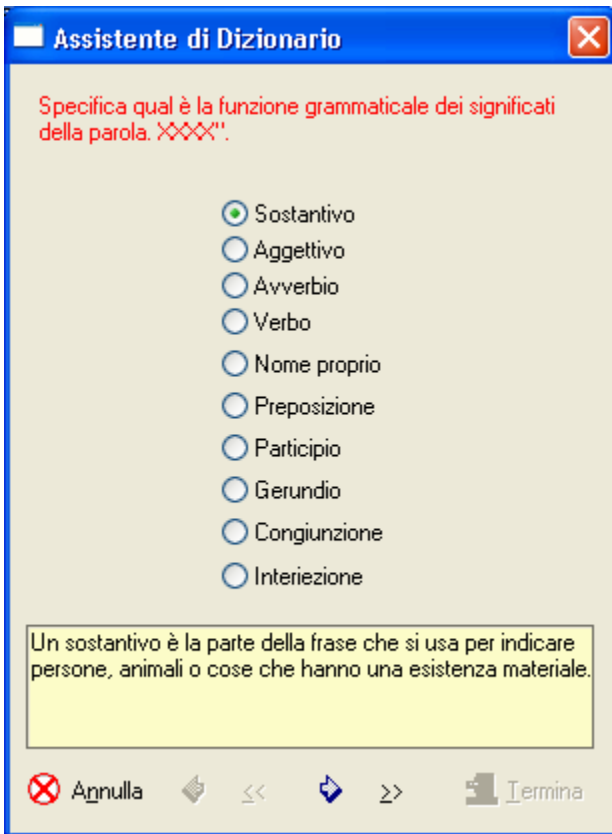 Assistente di Dizionario
Specifica qual è la funzione grammaticale dei significati
della parola. XXXX".
Sostantivo
Aggettivo
Avverbio
Verbo
Nome proprio
Preposizione
Participio
Gerundio
Congiunzione
Interiezione
Un sostantivo è la parte della frase che si usa per indicare
persone, animali o cose che hanno una esistenza materiale.
Annulla << >> Termina